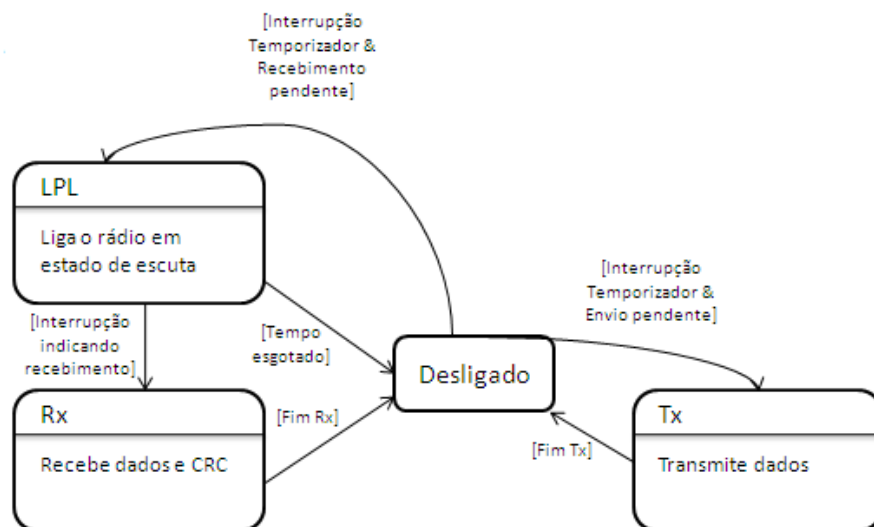 [Interrupção
Temporizador &
Recebimento
pendente]
LPL
Liga o rádio em
estado de escuta
[Interrupção
Temporizador &
Envio pendente]
[Interrupção
indicando
recebimento]
[Tempo
esgotado]
Desligado
Rx
Recebe dados e CRC
[Fim Rx]
[Fim Tx]
Tx
Transmite dados